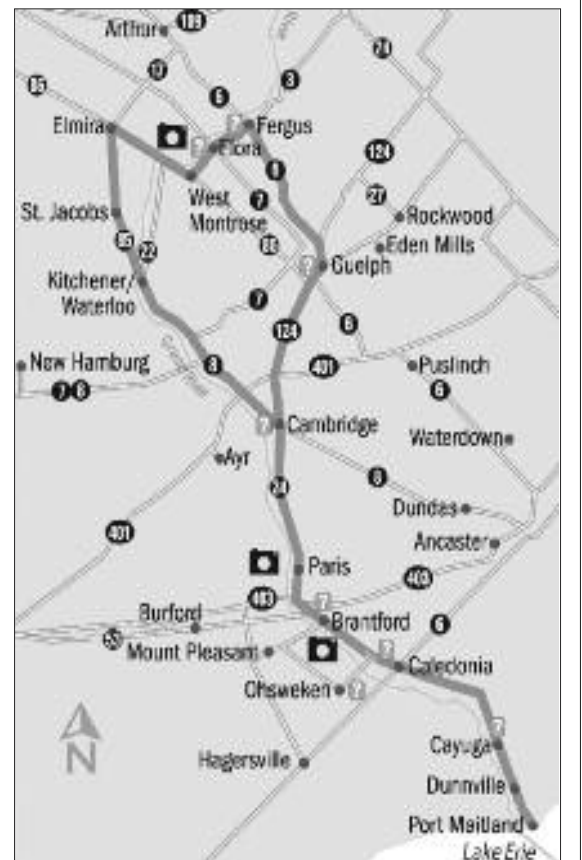 Arthur
109
24
13
6
3
85
Elmira
?
Fergus
?
Elora
124
6
West
Montrose
7
27
St. Jacobs
Rockwood
86
Eden Mills
85
22
?
Guelph
Kitchener/
Waterloo
7
124
6
New Hamburg
8
401
Puslinch
7
8
6
?
Cambridge
Waterdown
Ayr
8
24
Dundas
401
Ancaster
Paris
403
403
?
Burford
Brantford
6
53
Mount Pleasant
?
Caledonia
Ohsweken
?
N
?
Hagersville
Cayuga
Dunnville
Port Maitland
Lake Erie